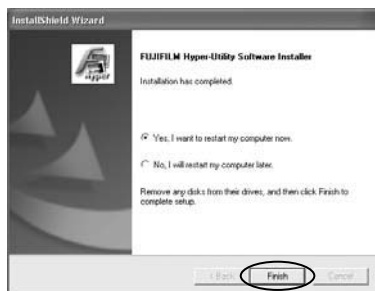 InstallShield Wizard
Hyper
FUJIFILM Hyper-Utility Software Installer
Installation has completed.
Yes, I want to restart my computer now.
No, I will restart my computer later.
Remove any disks from their drives, and then click Finish to
complete setup.
< Back Finish Cancel